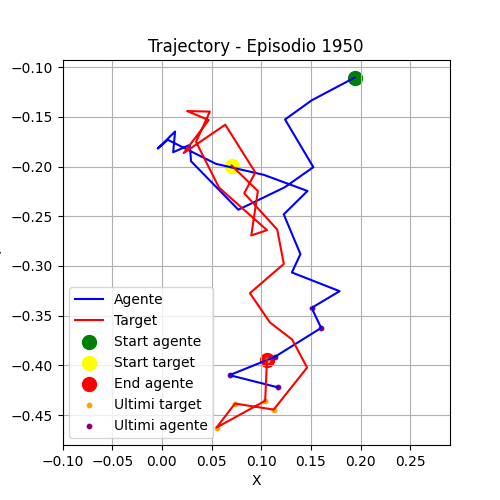 Trajectory - Episodio 1950
−0.10
−0.15
−0.20
−0.25
−0.30
−0.35
−0.40
−0.45
Agente
Target
Start agente
Start target
End agente
Ultimi target
Ultimi agente
−0.10 −0.05 0.00 0.05 0.10 0.15 0.20 0.25
X